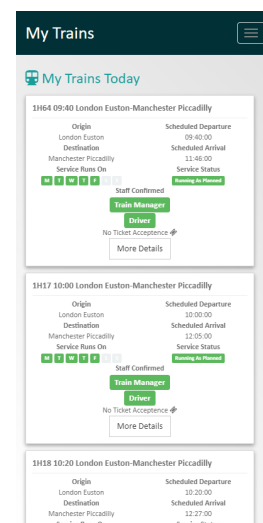 My Trains
My Trains Today
1H64 09:40 London Euston-Manchester Piccadilly
Origin Scheduled Departure
London Euston 09:40:00
Destination Scheduled Arrival
Manchester Piccadilly 11:46:00
Service Runs On Service Status
M T W T F S S Running As Planned
Staff Confirmed
Train Manager
Driver
No Ticket Acceptence
More Details
1H17 10:00 London Euston-Manchester Piccadilly
Origin Scheduled Departure
London Euston 10:00:00
Destination Scheduled Arrival
Manchester Piccadilly 12:05:00
Service Runs On Service Status
M T W T F S S Running As Planned
Staff Confirmed
Train Manager
Driver
No Ticket Acceptence
More Details
1H18 10:20 London Euston-Manchester Piccadilly
Origin Scheduled Departure
London Euston 10:20:00
Destination Scheduled Arrival
Manchester Piccadilly 12:27:00